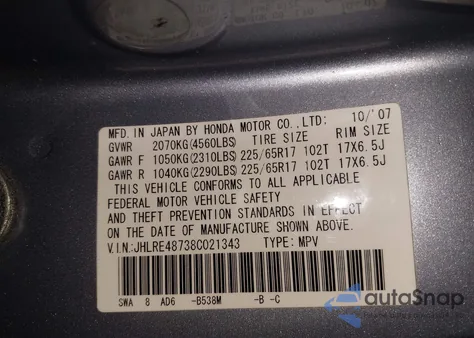 MFD. IN JAPAN BY HONDA MOTOR CO.,LTD: 10/'07
GVWR 2070KG(4560LBS) TIRE SIZE RIM SIZE
GAWR F 1050KG(2310LBS)225/65R17 102T 17X6.5J
GAWR R 1040KG(2290LBS)225/65R17 102T 17X6.5J
THIS VEHICLE CONFORMS TO ALL APPLICABLE
FEDERAL MOTOR VEHICLE SAFETY
AND THEFT PREVENTION STANDARDS IN EFFECT
ON THE DATE OF MANUFACTURE SHOWN ABOVE.
V.I.N:JHLRE48738C021343 TYPE: MPV
SWA 8 AD6 -B538M -B -C
autoSnap